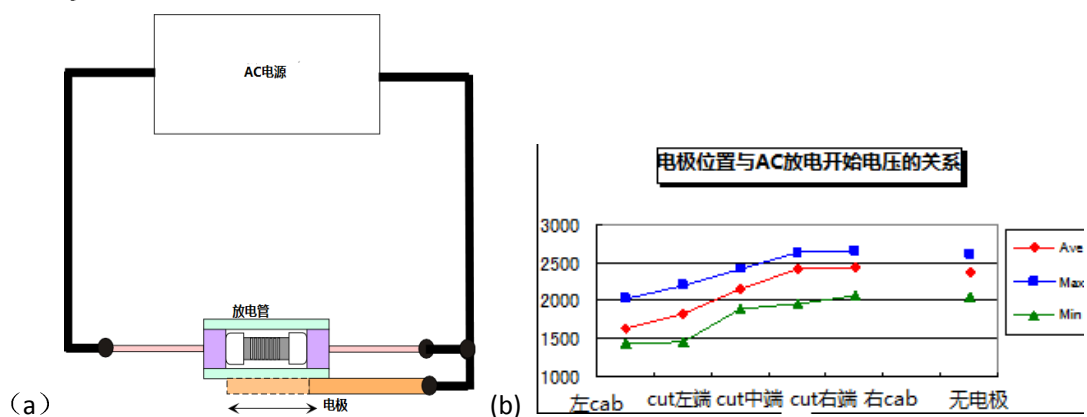 AC电源
放电管
电极
（a）
(b)
电极位置与AC放电开始电压的关系
3000
2500
2000
1500
1000
左cab cut左端 cut中端 cut右端 右cab 无电极
Ave
Max
Min